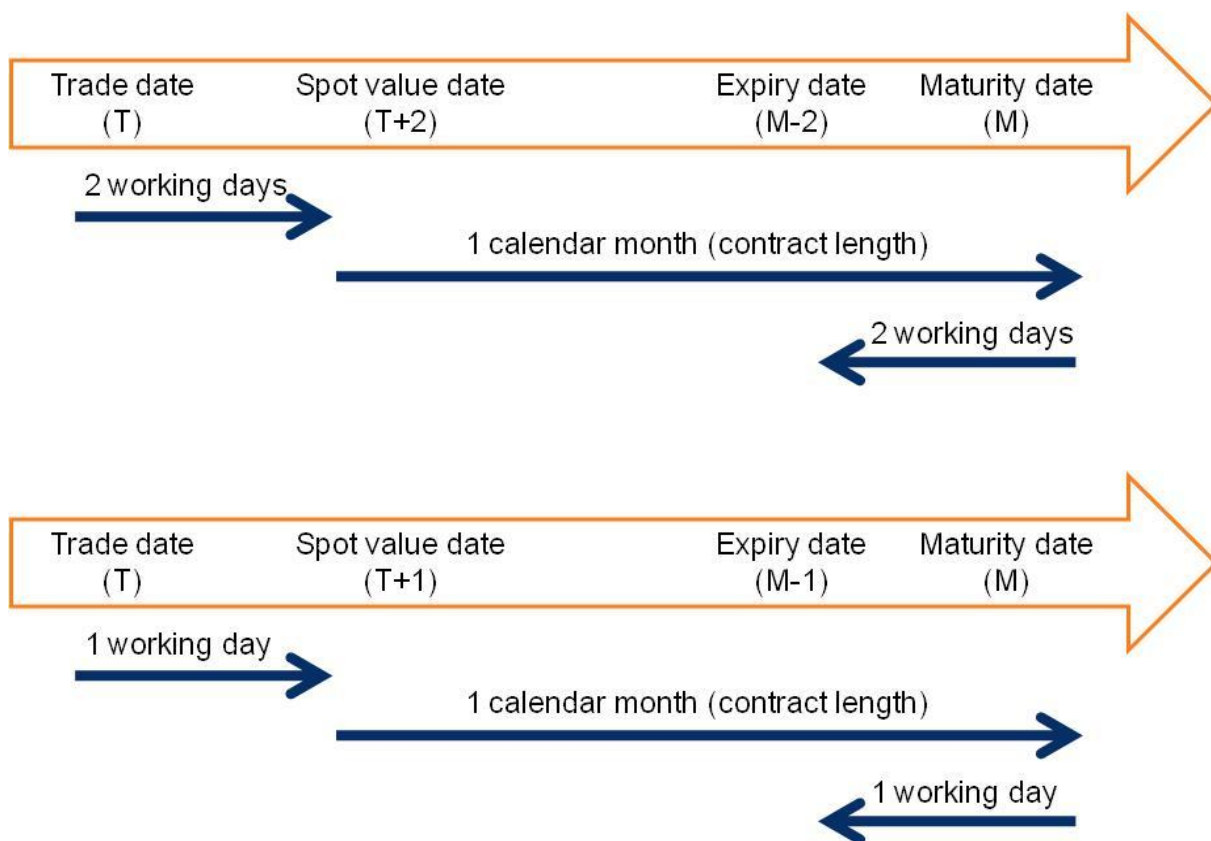 Trade date
(T)
Spot value date
(T+2)
Expiry date
(M-2)
Maturity date
(M)
2 working days
1 calendar month (contract length)
2 working days
Trade date
(T)
Spot value date
(T+1)
Expiry date
(M-1)
Maturity date
(M)
1 working day
1 calendar month (contract length)
1 working day